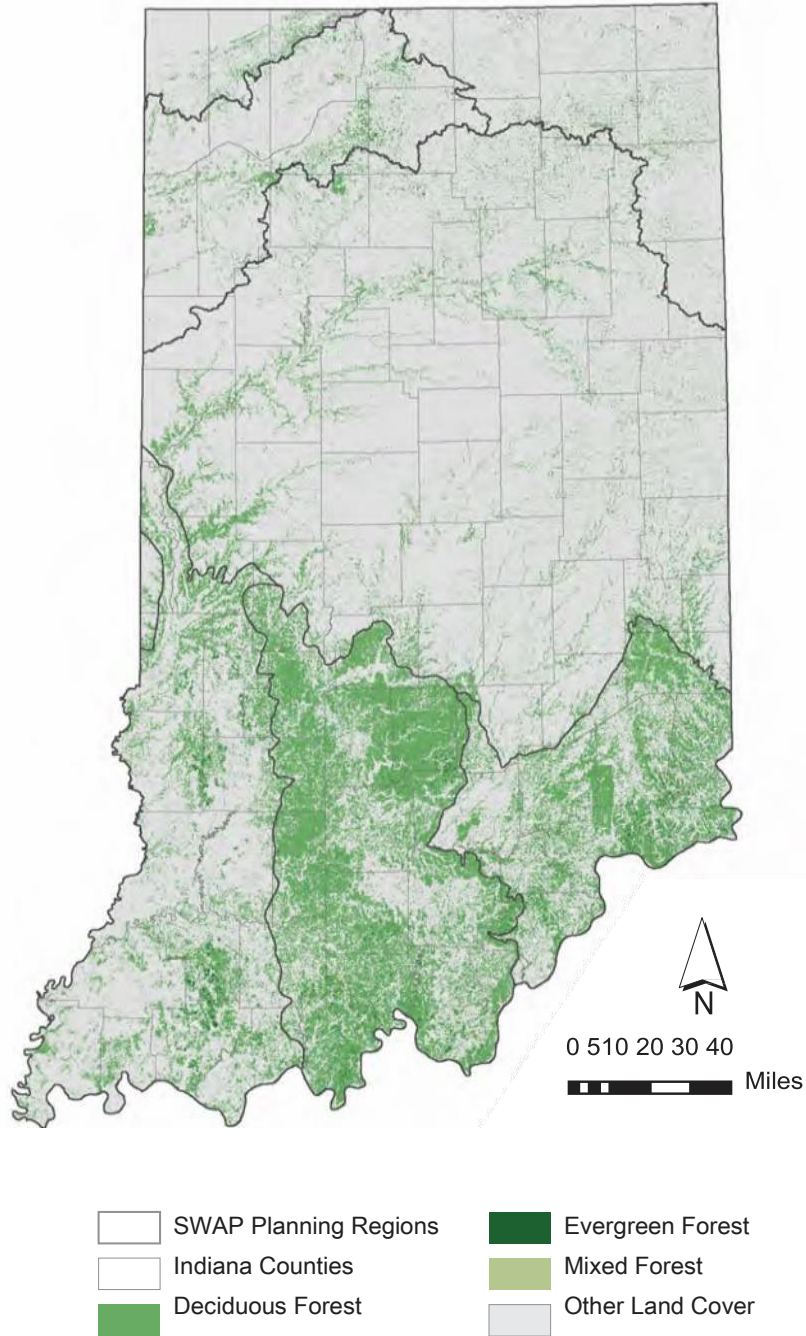 N
0 510 20 30 40
Miles
SWAP Planning Regions
Indiana Counties
Deciduous Forest
Evergreen Forest
Mixed Forest
Other Land Cover